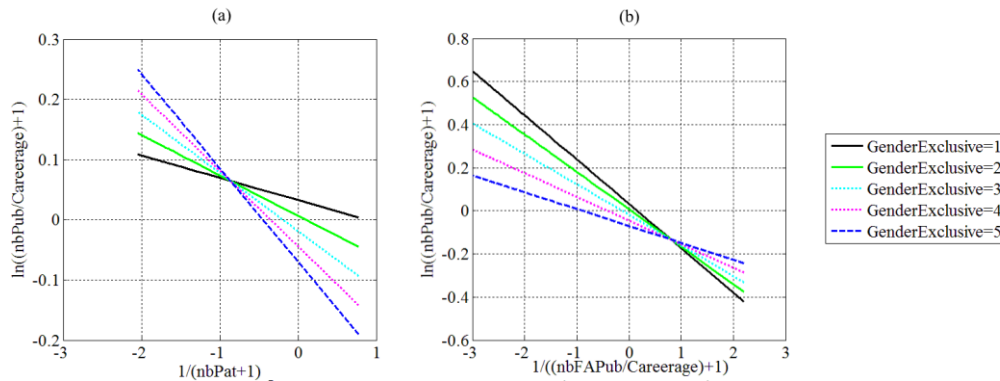 (a)
0.3
0.2
0.1
0
-0.1
-0.2
-3
-2
-1
0
1
ln((nbPub/Careerage)+1)
1/(nbPat+1)
(b)
0.8
0.6
0.4
0.2
0
-0.2
-0.4
-0.6
-3
-2
-1
0
1
2
3
ln((nbPub/Careerage)+1)
1/((nbFAPub/Careerage)+1)
GenderExclusive=1
GenderExclusive=2
GenderExclusive=3
GenderExclusive=4
GenderExclusive=5